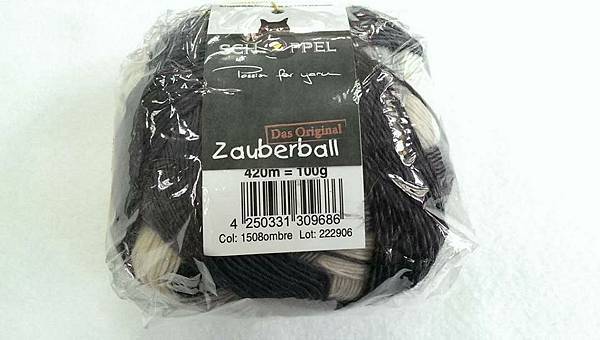 SCHOPPEL
Passion for yarn
Das Original
Zauberball
420m = 100g
4 250331 309686
Col: 1508ombre Lot: 222906